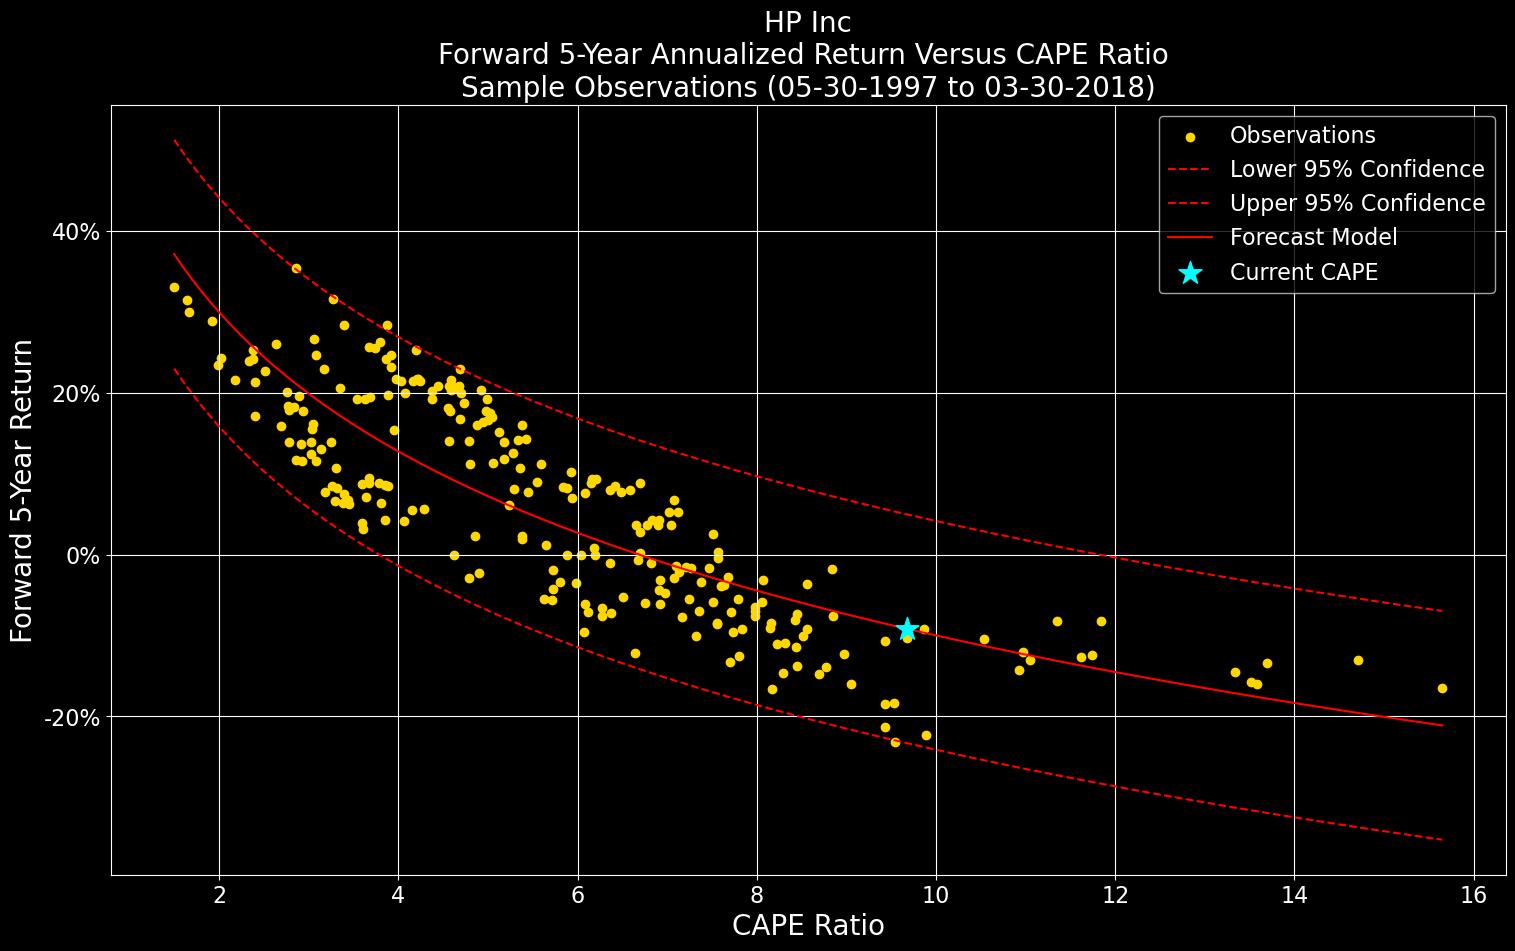 HP Inc
Forward 5-Year Annualized Return Versus CAPE Ratio
Sample Observations (05-30-1997 to 03-30-2018)
Observations
Lower 95% Confidence
Upper 95% Confidence
Forecast Model
Current CAPE
Forward 5-Year Return
40%
20%
0%
-20%
2 4 6 8 10 12 14 16
CAPE Ratio